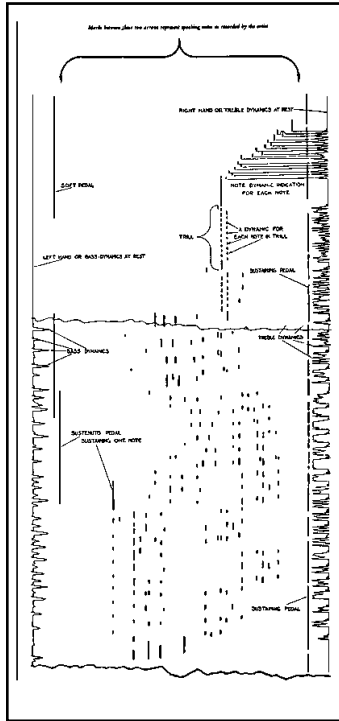 Marks between these two arrows represent speaking notes as recorded by the artist
RIGHT HAND OR TREBLE DYNAMICS AT REST
SOFT PEDAL
NOTE DYNAMIC INDICATION
FOR EACH NOTE
TRILL
A DYNAMIC FOR
EACH NOTE IN TRILL
LEFT HAND OR BASS DYNAMICS AT REST
SUSTAINING PEDAL
TREBLE DYNAMICS
BASS DYNAMICS
SUSTENUTO PEDAL
SUSTAINING ONE NOTE
SUSTAINING PEDAL